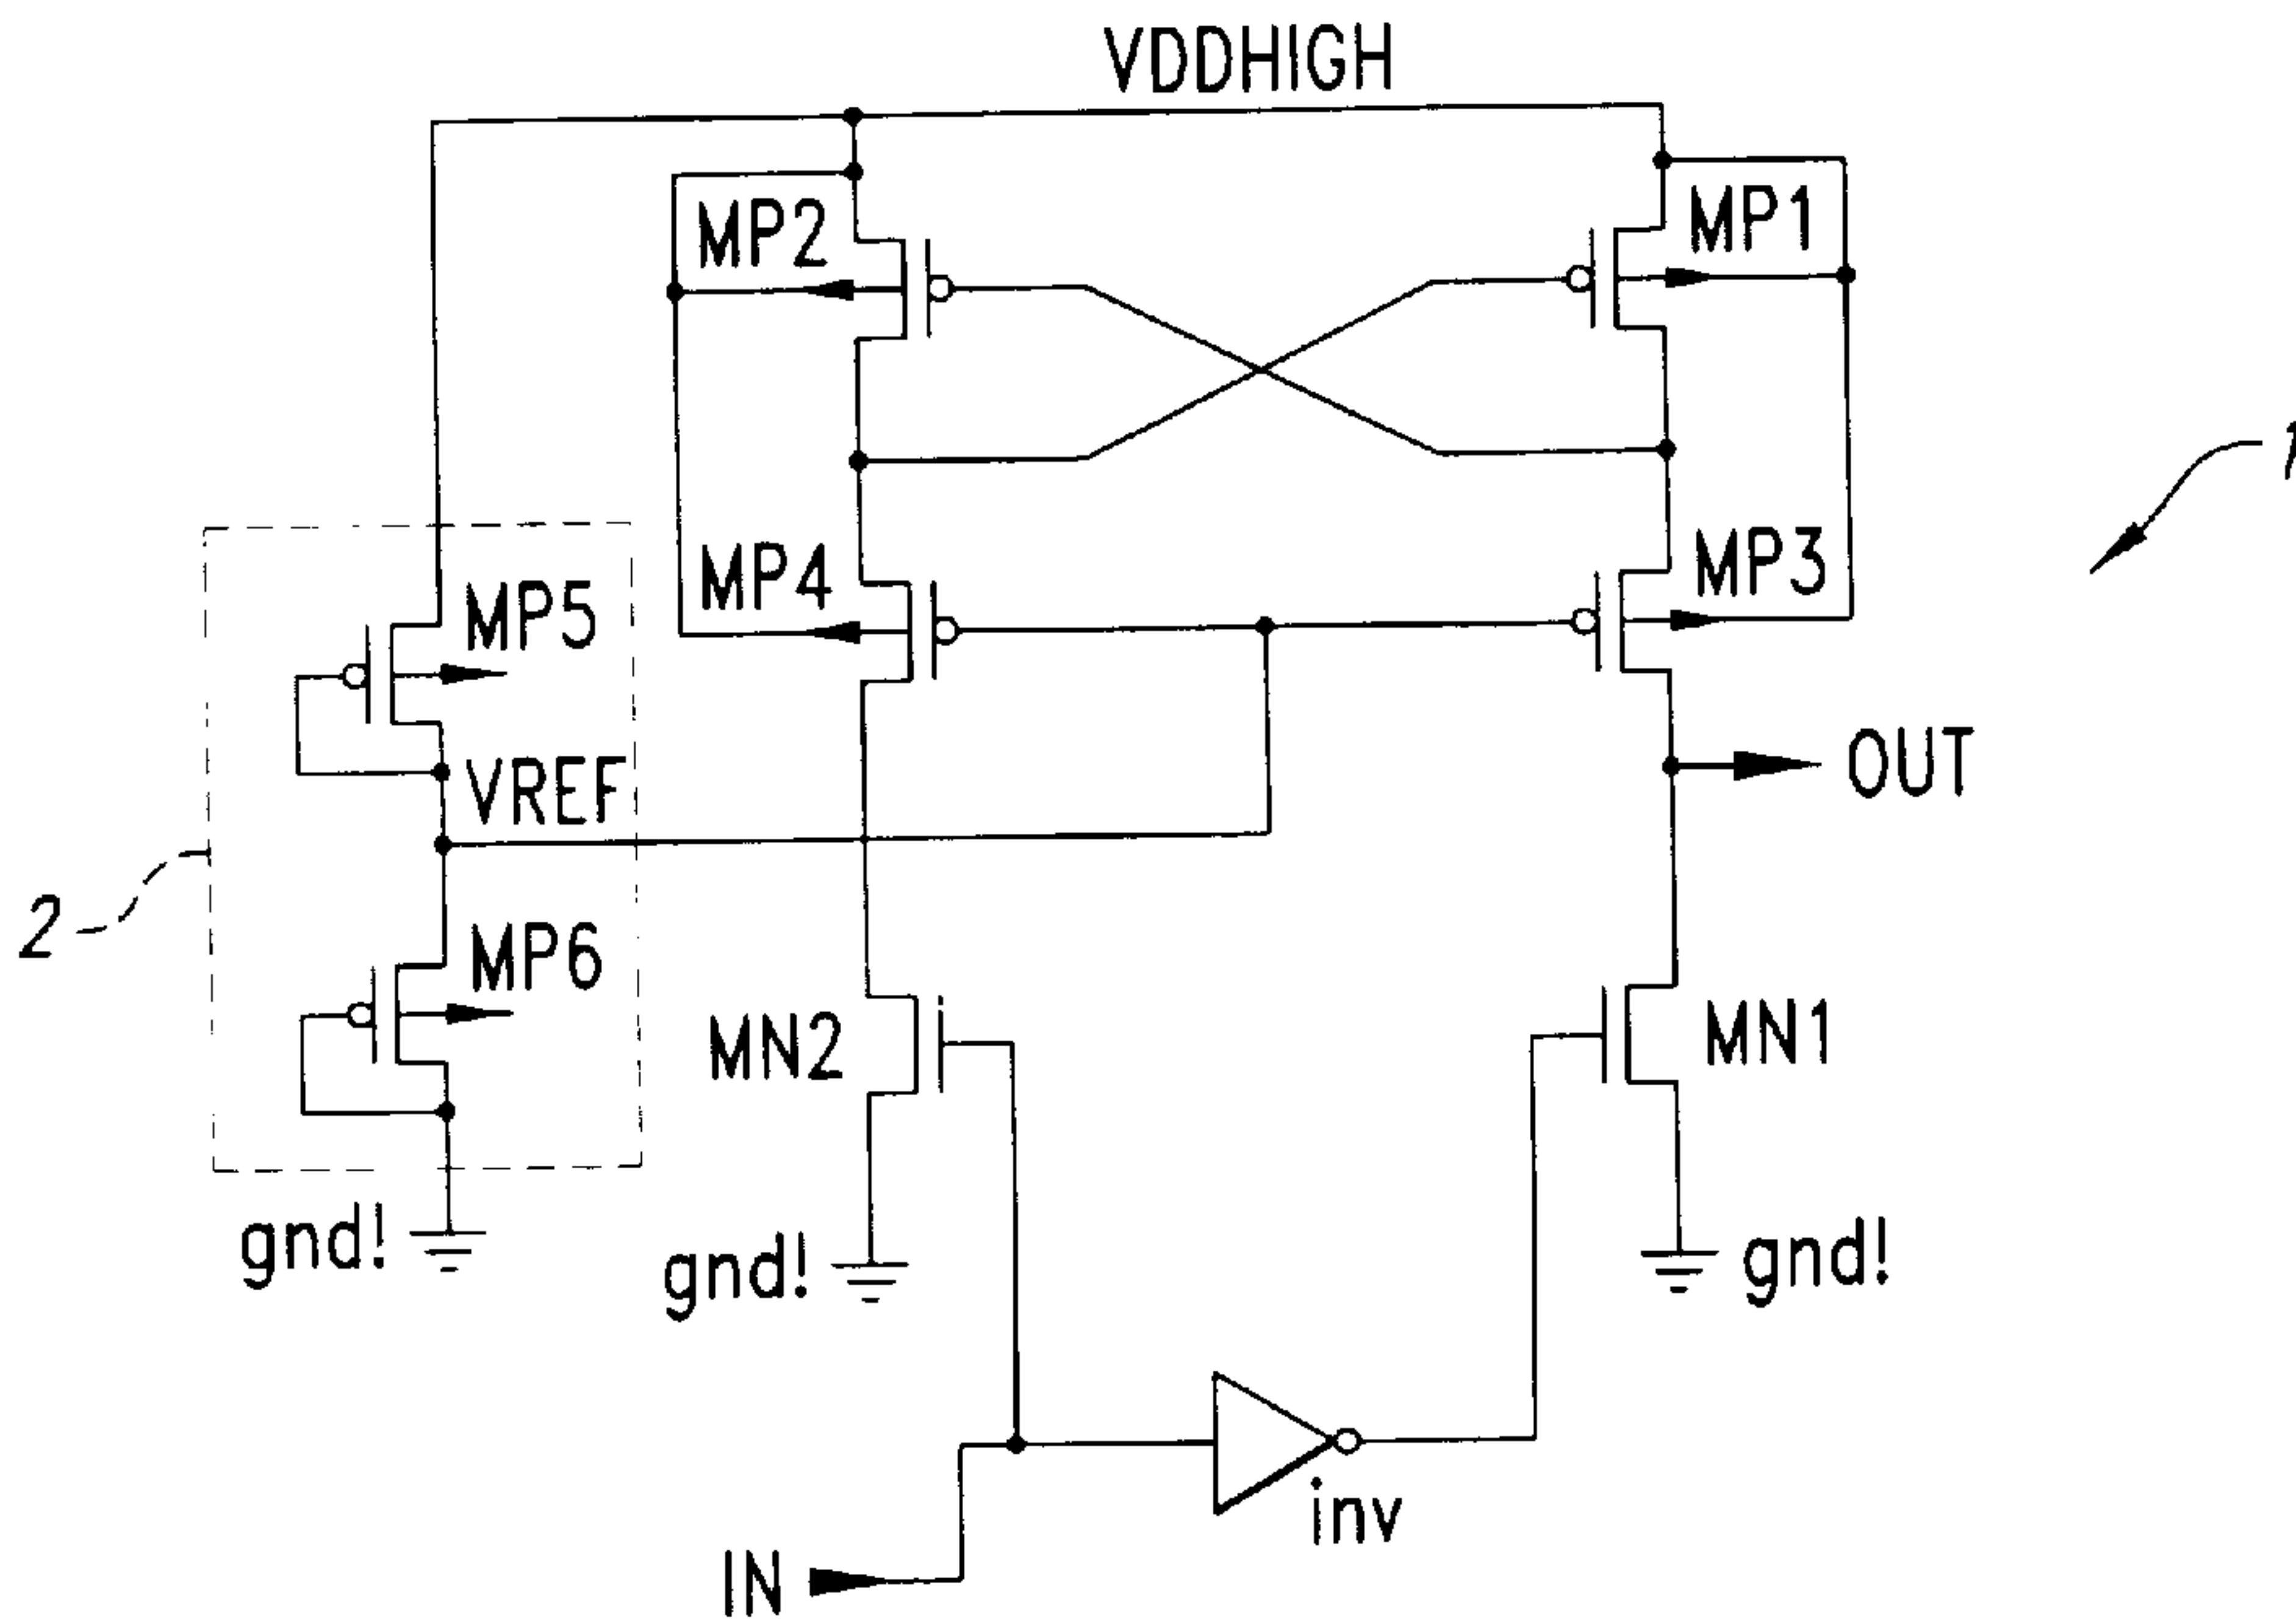 VDDHIGH
MP2
MP1
1
MP4
MP3
MP5
VREF
OUT
2
MP6
MN2
MN1
gnd!
gnd!
gnd!
inv
IN